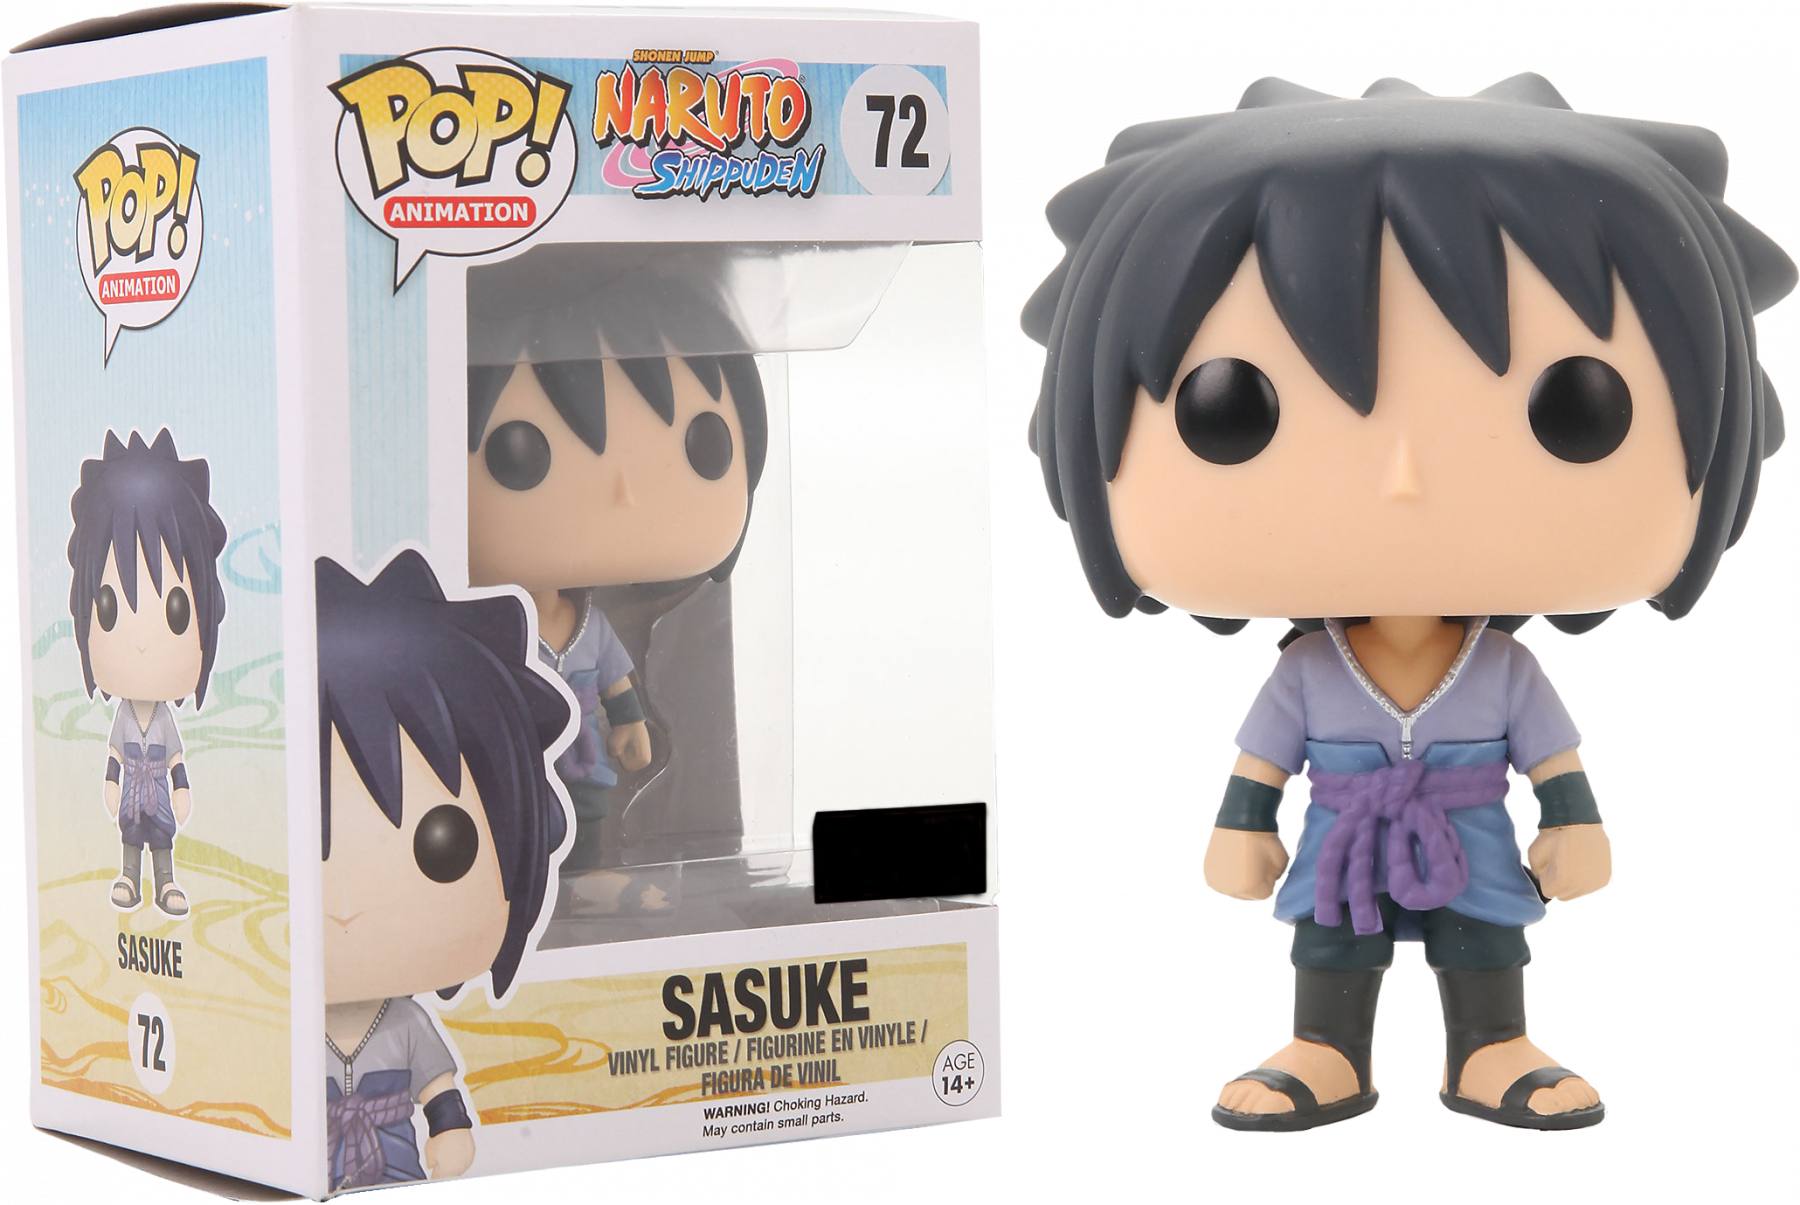 POP!
ANIMATION
SASUKE
72
POP!
ANIMATION
SHONEN JUMP
NARUTO
SHIPPUDEN
72
SASUKE
VINYL FIGURE / FIGURINE EN VINYLE /
FIGURA DE VINIL
AGE
14+
WARNING! Choking Hazard.
May contain small parts.